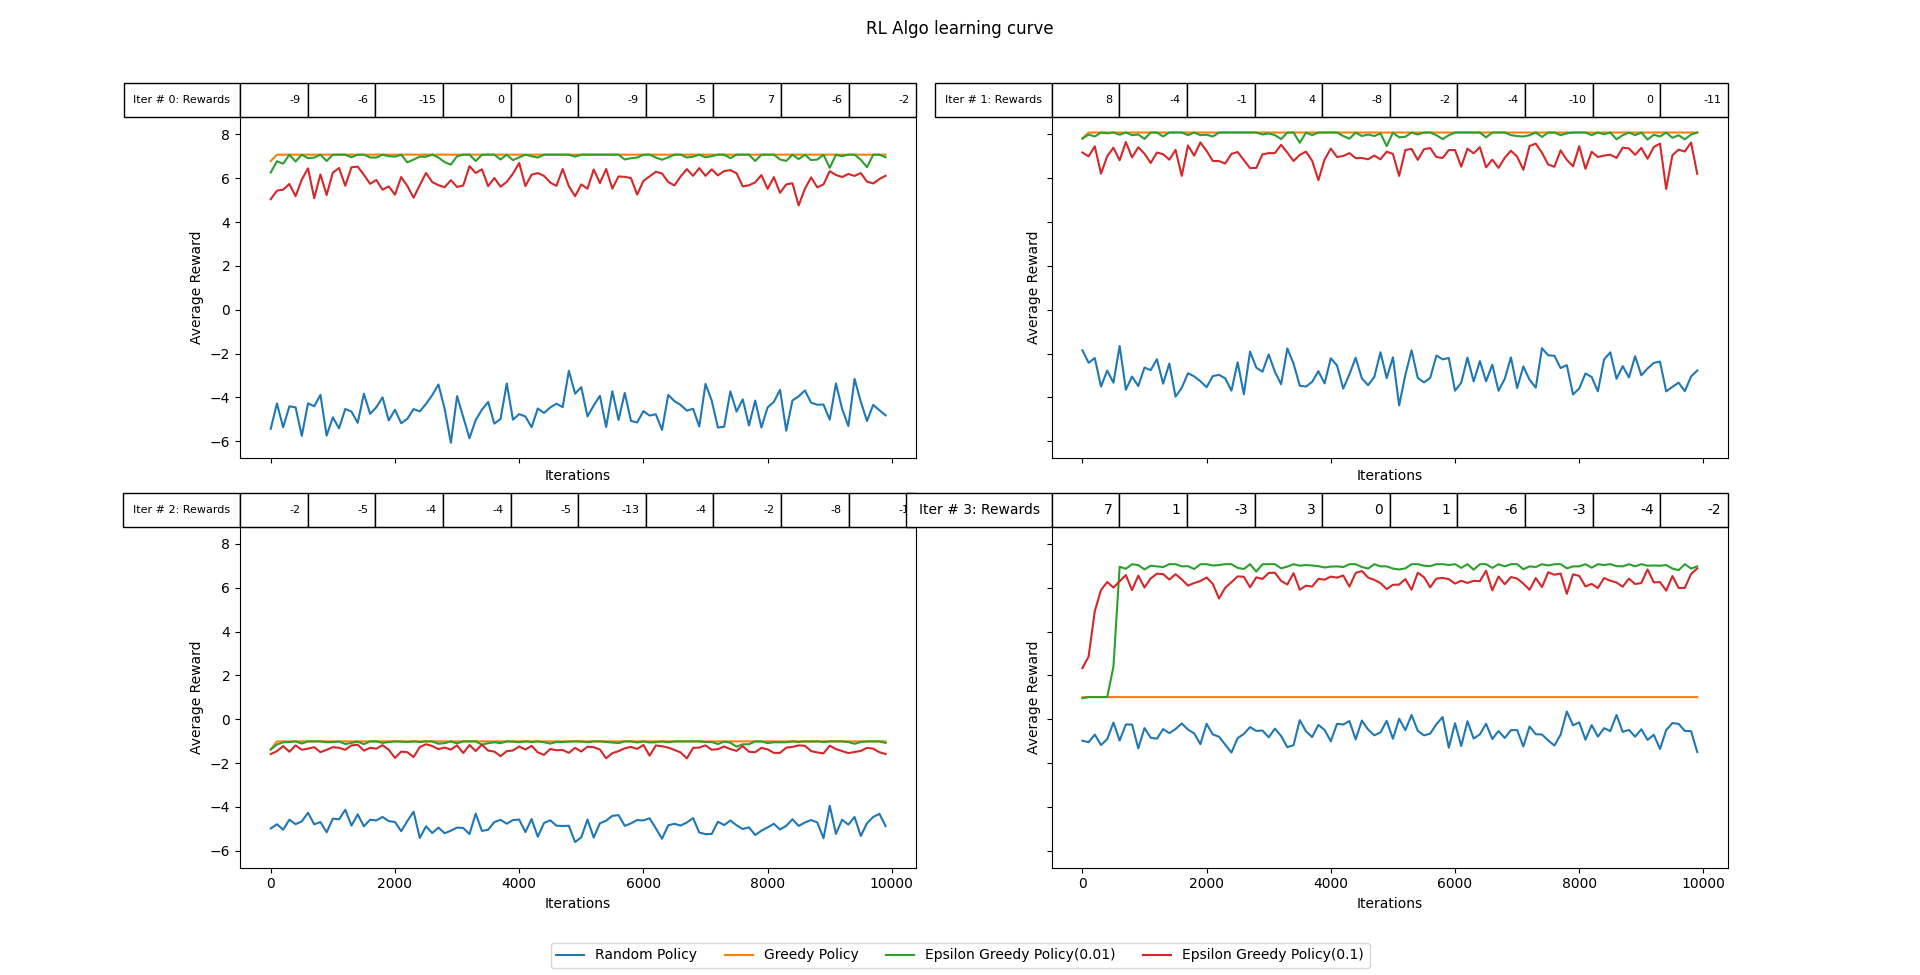 RL Algo learning curve
Iter # 0: Rewards -9 -6 -15 0 0 -9 -5 7 -6 -2
8
6
4
2
0
−2
−4
−6
Average Reward
Iterations
Iter # 1: Rewards 8 -4 -1 4 -8 -2 -4 -10 0 -11
Average Reward
Iterations
Iter # 2: Rewards -2 -5 -4 -4 -5 -13 -4 -2 -8
8
6
4
2
0
−2
−4
−6
Average Reward
0 2000 4000 6000 8000 10000
Iterations
Iter # 3: Rewards 7 1 -3 3 0 1 -6 -3 -4 -2
Average Reward
0 2000 4000 6000 8000 10000
Iterations
Random Policy Greedy Policy Epsilon Greedy Policy(0.01) Epsilon Greedy Policy(0.1)